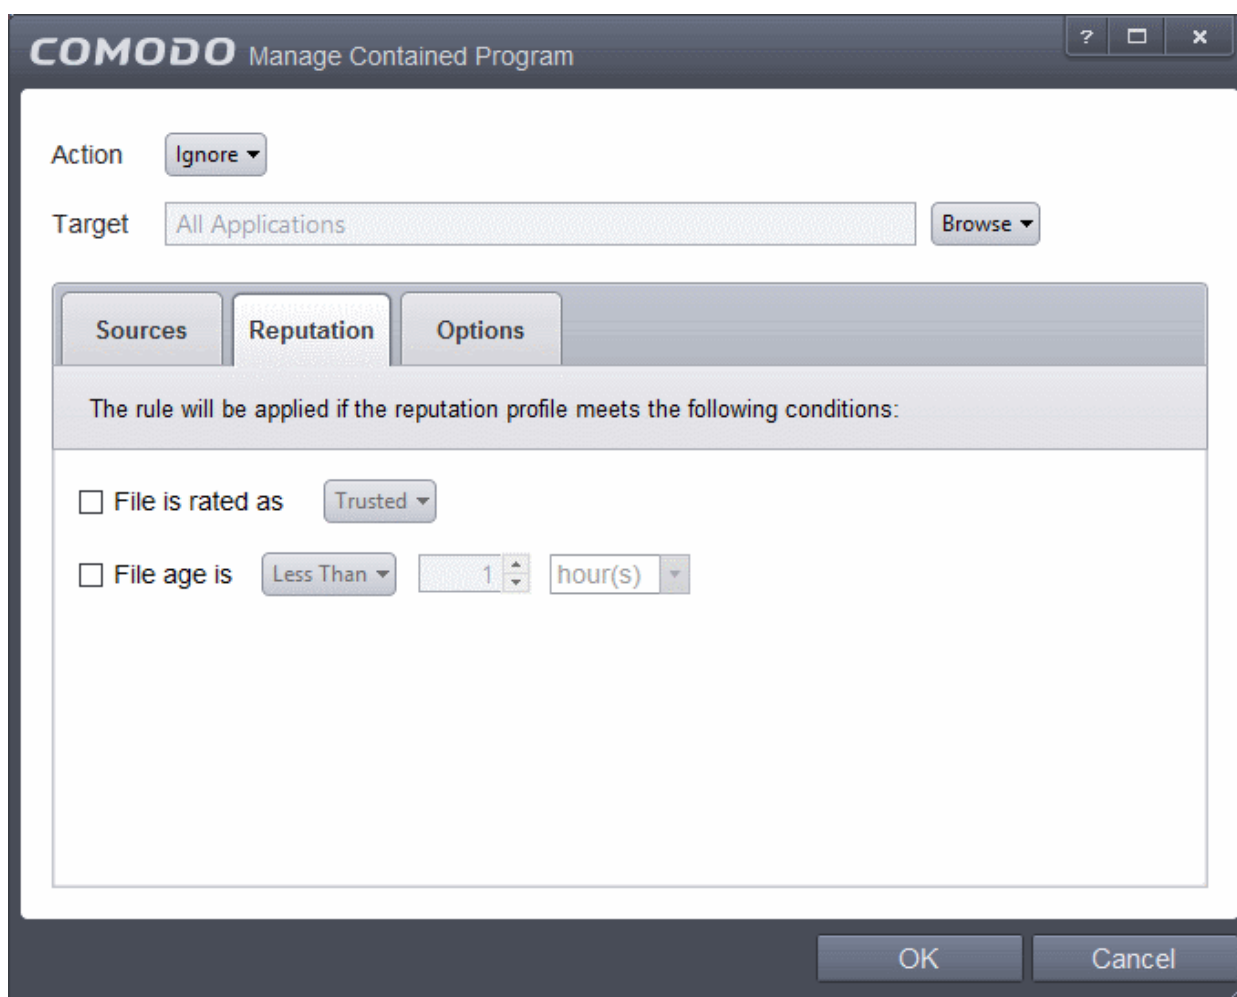 COMODO Manage Contained Program ?
Action Ignore
Target All Applications Browse
Sources Reputation Options
The rule will be applied if the reputation profile meets the following conditions:
File is rated as Trusted
File age is Less Than 1 hour(s)
OK Cancel